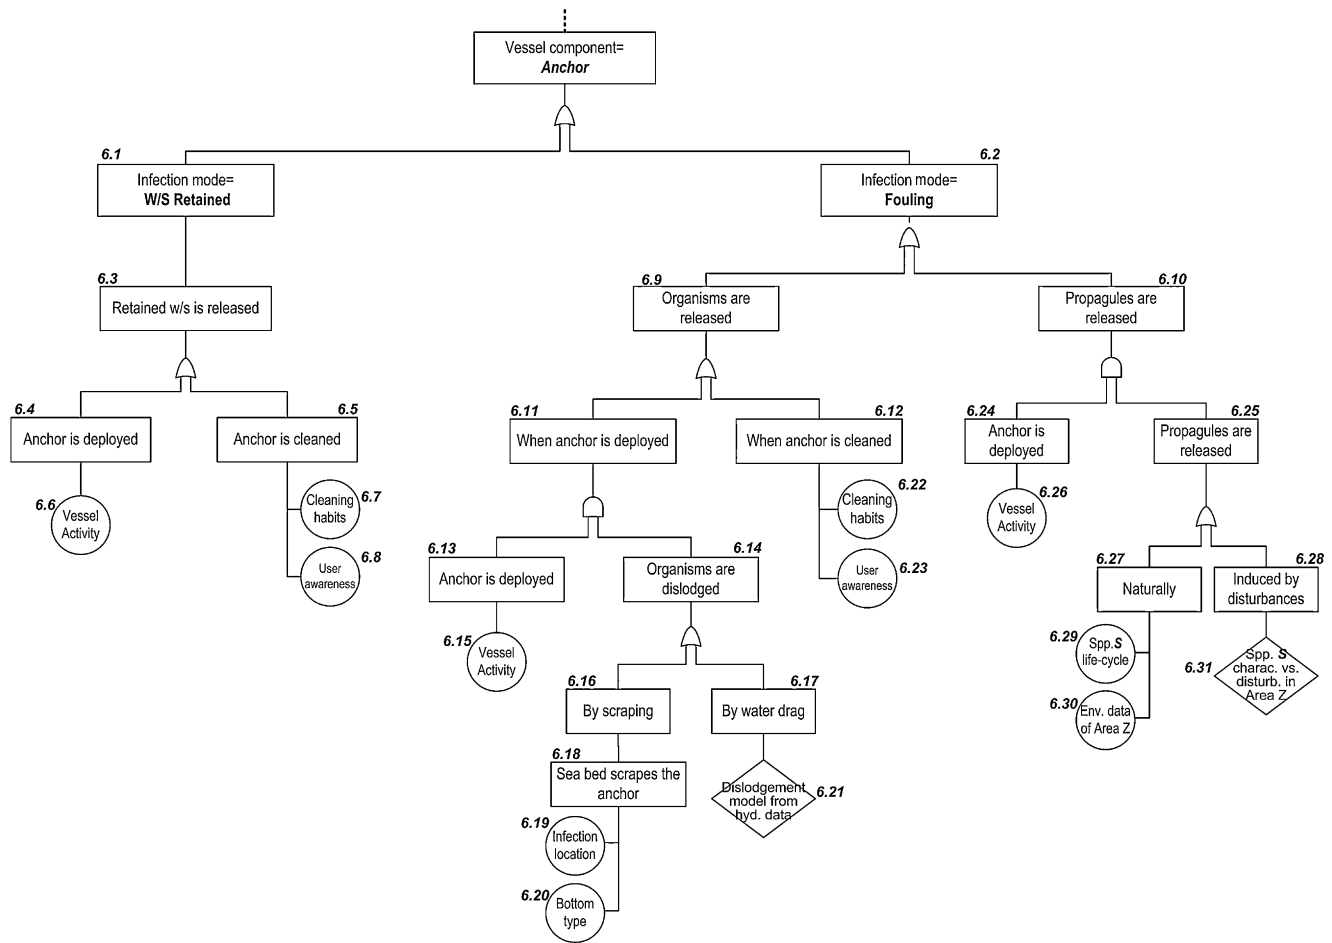 Vessel component=
Anchor
6.1
Infection mode=
W/S Retained
6.2
Infection mode=
Fouling
6.3
Retained w/s is released
6.9
Organisms are
released
6.10
Propagules are
released
6.4
Anchor is deployed
6.5
Anchor is cleaned
6.11
When anchor is deployed
6.12
When anchor is cleaned
6.24
Anchor is
deployed
6.25
Propagules are
released
6.6
Vessel
Activity
6.7
Cleaning
habits
6.8
User
awareness
6.22
Cleaning
habits
6.23
User
awareness
6.26
Vessel
Activity
6.13
Anchor is deployed
6.14
Organisms are
dislodged
6.27
Naturally
6.28
Induced by
disturbances
6.15
Vessel
Activity
6.29
Spp.S
life-cycle
6.30
Env. data
of Area Z
6.31
Spp. S
charac. vs.
disturb. in
Area Z
6.16
By scraping
6.17
By water drag
6.18
Sea bed scrapes the
anchor
6.21
Dislodgement
model from
hyd. data
6.19
Infection
location
6.20
Bottom
type